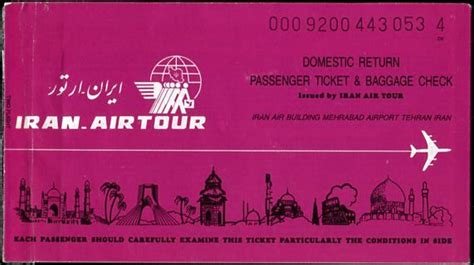 000 9200 443 053 4
DOMESTIC RETURN
PASSENGER TICKET & BAGGAGE CHECK
Issued by IRAN AIR TOUR
IRAN AIR BUILDING MEHRABAD AIRPORT TEHRAN IRAN
ایران ارتور
IRAN AIRTOUR
EACH PASSENGER SHOULD CAREFULLY EXAMINE THIS TICKET PARTICULARLY THE CONDITIONS IN SIDE